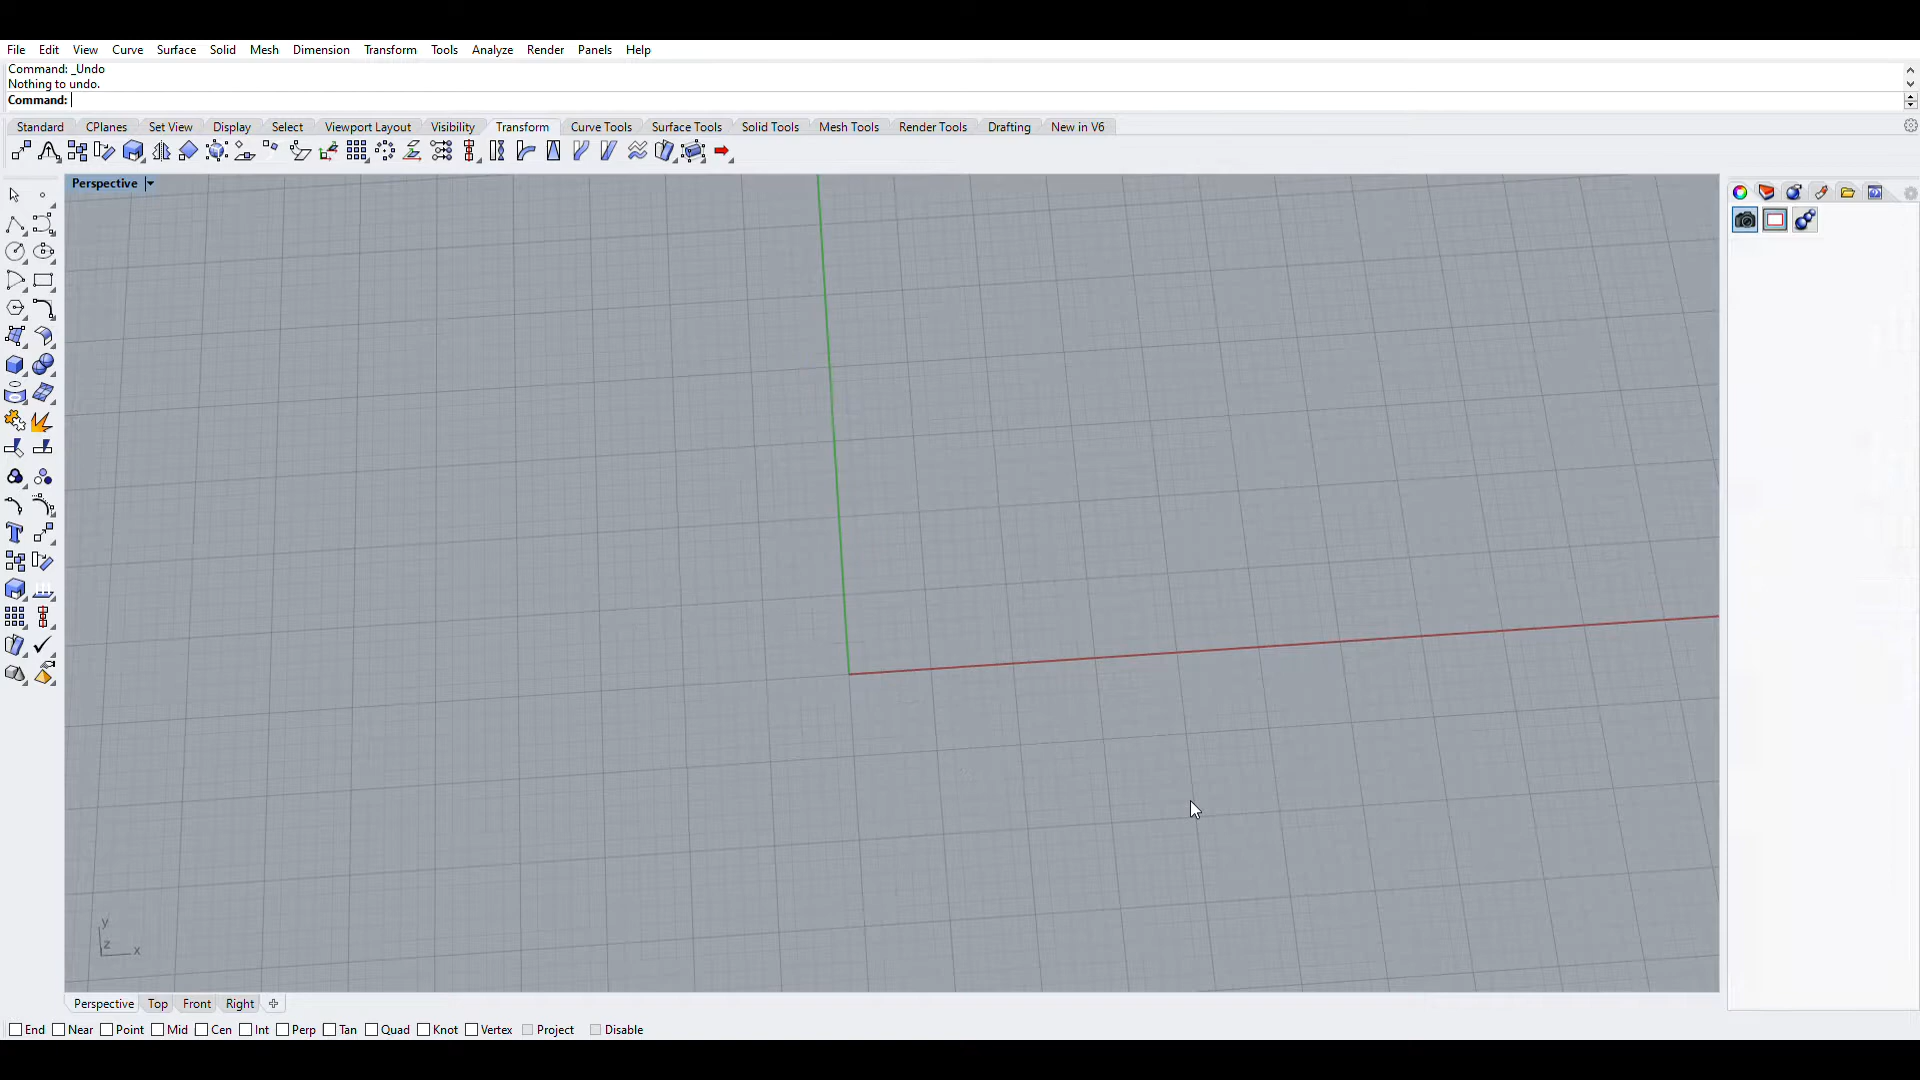 File Edit View Curve Surface Solid Mesh Dimension Transform Tools Analyze Render Panels Help
Command: _Undo
Nothing to undo.
Command:
Standard CPlanes Set View Display Select Viewport Layout Visibility Transform Curve Tools Surface Tools Solid Tools Mesh Tools Render Tools Drafting New in V6
Perspective
y
z x
Perspective Top Front Right
End Near Point Mid Cen Int Perp Tan Quad Knot Vertex Project Disable